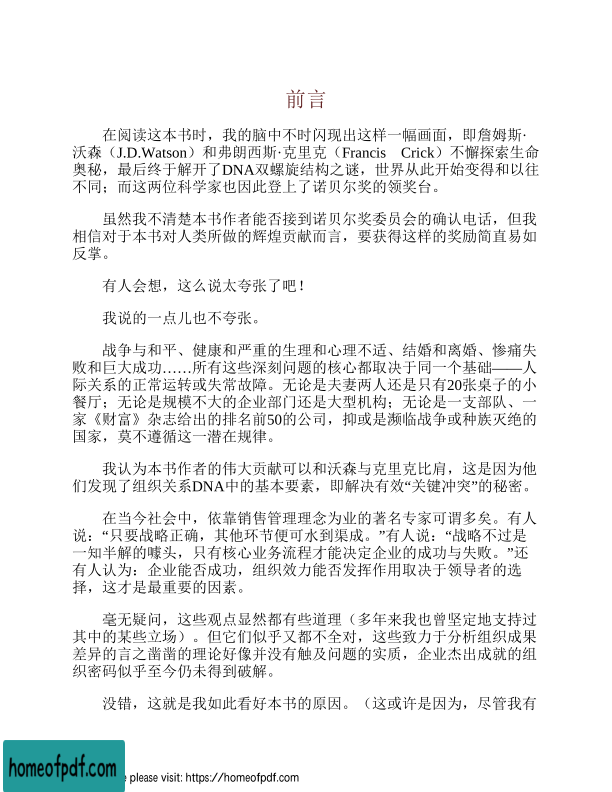 前言
在阅读这本书时，我的脑中不时闪现出这样一幅画面，即詹姆斯·
沃森（J.D.Watson）和弗朗西斯·克里克（Francis Crick）不懈探索生命
奥秘，最后终于解开了DNA双螺旋结构之谜，世界从此开始变得和以往
不同；而这两位科学家也因此登上了诺贝尔奖的领奖台。
虽然我不清楚本书作者能否接到诺贝尔奖委员会的确认电话，但我
相信对于本书对人类所做的辉煌贡献而言，要获得这样的奖励简直易如
反掌。
有人会想，这么说太夸张了吧！
我说的一点儿也不夸张。
战争与和平、健康和严重的生理和心理不适、结婚和离婚、惨痛失
败和巨大成功……所有这些深刻问题的核心都取决于同一个基础——人
际关系的正常运转或失常故障。无论是夫妻两人还是只有20张桌子的小
餐厅；无论是规模不大的企业部门还是大型机构；无论是一支部队、一
家《财富》杂志给出的排名前50的公司，抑或是濒临战争或种族灭绝的
国家，莫不遵循这一潜在规律。
我认为本书作者的伟大贡献可以和沃森与克里克比肩，这是因为他
们发现了组织关系DNA中的基本要素，即解决有效“关键冲突”的秘密。
在当今社会中，依靠销售管理理念为业的著名专家可谓多矣。有人
说：“只要战略正确，其他环节便可水到渠成。”有人说：“战略不过是
一知半解的噱头，只有核心业务流程才能决定企业的成功与失败。”还
有人认为：企业能否成功，组织效力能否发挥作用取决于领导者的选
择，这才是最重要的因素。
毫无疑问，这些观点显然都有些道理（多年来我也曾坚定地支持过
其中的某些立场）。但它们似乎又都不全对，这些致力于分析组织成果
差异的言之凿凿的理论好像并没有触及问题的实质，企业杰出成就的组
织密码似乎至今仍未得到破解。
没错，这就是我如此看好本书的原因。（这或许是因为，尽管我有
homeofpdf.com
please visit: https://homeofpdf.com